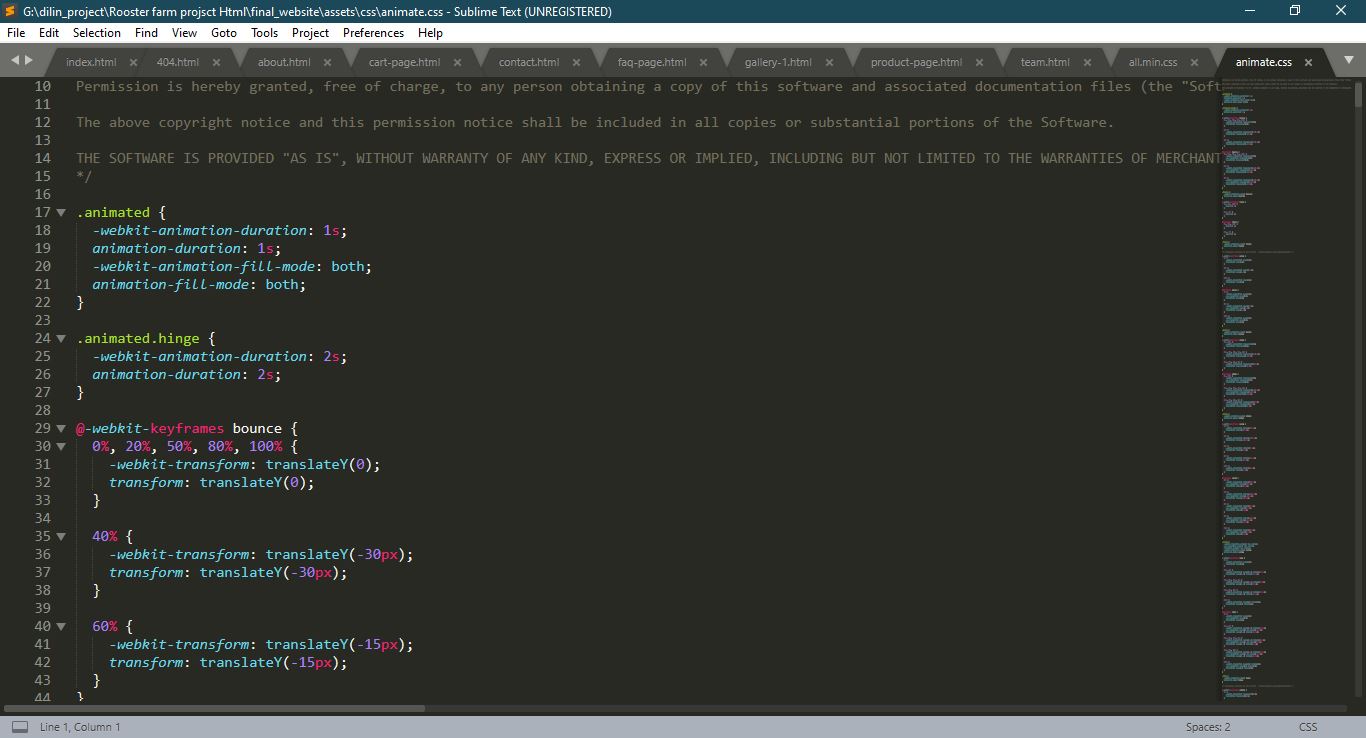 G:\dilin_project\Rooster farm projsct Html\final_website\assets\css\animate.css - Sublime Text (UNREGISTERED)
File Edit Selection Find View Goto Tools Project Preferences Help
index.html 404.html about.html cart-page.html contact.html faq-page.html gallery-1.html product-page.html team.html all.min.css animate.css
10 Permission is hereby granted, free of charge, to any person obtaining a copy of this software and associated documentation files (the "Soft
11
12 The above copyright notice and this permission notice shall be included in all copies or substantial portions of the Software.
13
14 THE SOFTWARE IS PROVIDED "AS IS", WITHOUT WARRANTY OF ANY KIND, EXPRESS OR IMPLIED, INCLUDING BUT NOT LIMITED TO THE WARRANTIES OF MERCHANT
15 */
16
17 .animated {
18 -webkit-animation-duration: 1s;
19 animation-duration: 1s;
20 -webkit-animation-fill-mode: both;
21 animation-fill-mode: both;
22 }
23
24 .animated.hinge {
25 -webkit-animation-duration: 2s;
26 animation-duration: 2s;
27 }
28
29 @-webkit-keyframes bounce {
30 0%, 20%, 50%, 80%, 100% {
31 -webkit-transform: translateY(0);
32 transform: translateY(0);
33 }
34
35 40% {
36 -webkit-transform: translateY(-30px);
37 transform: translateY(-30px);
38 }
39
40 60% {
41 -webkit-transform: translateY(-15px);
42 transform: translateY(-15px);
43 }
44 }
Line 1, Column 1 Spaces: 2 CSS